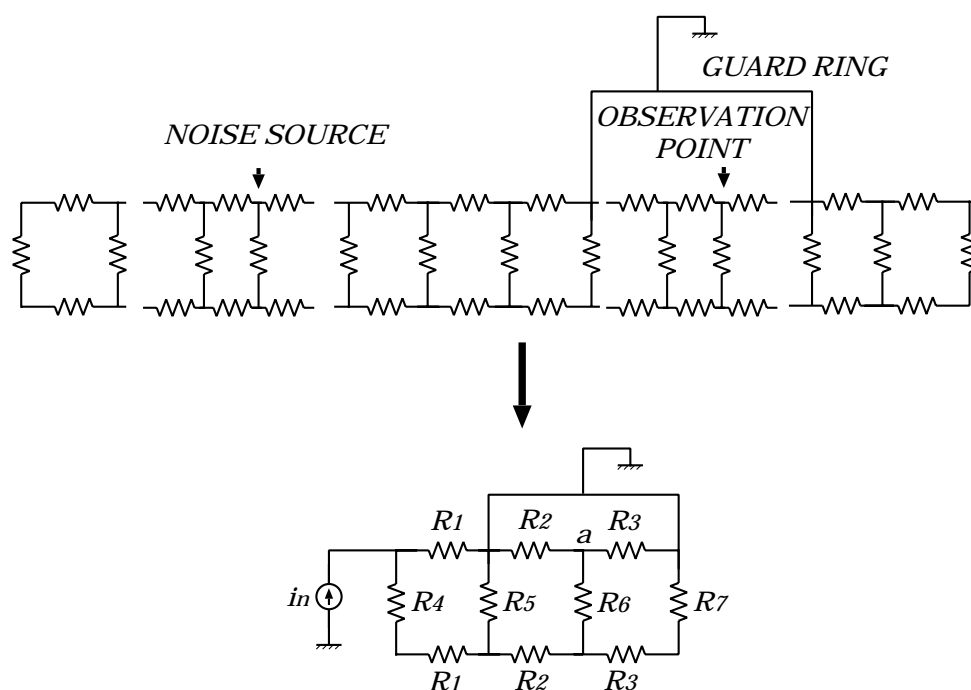 GUARD RING
OBSERVATION
POINT
NOISE SOURCE
R1
R2
a
R3
in
R4
R5
R6
R7
R1
R2
R3